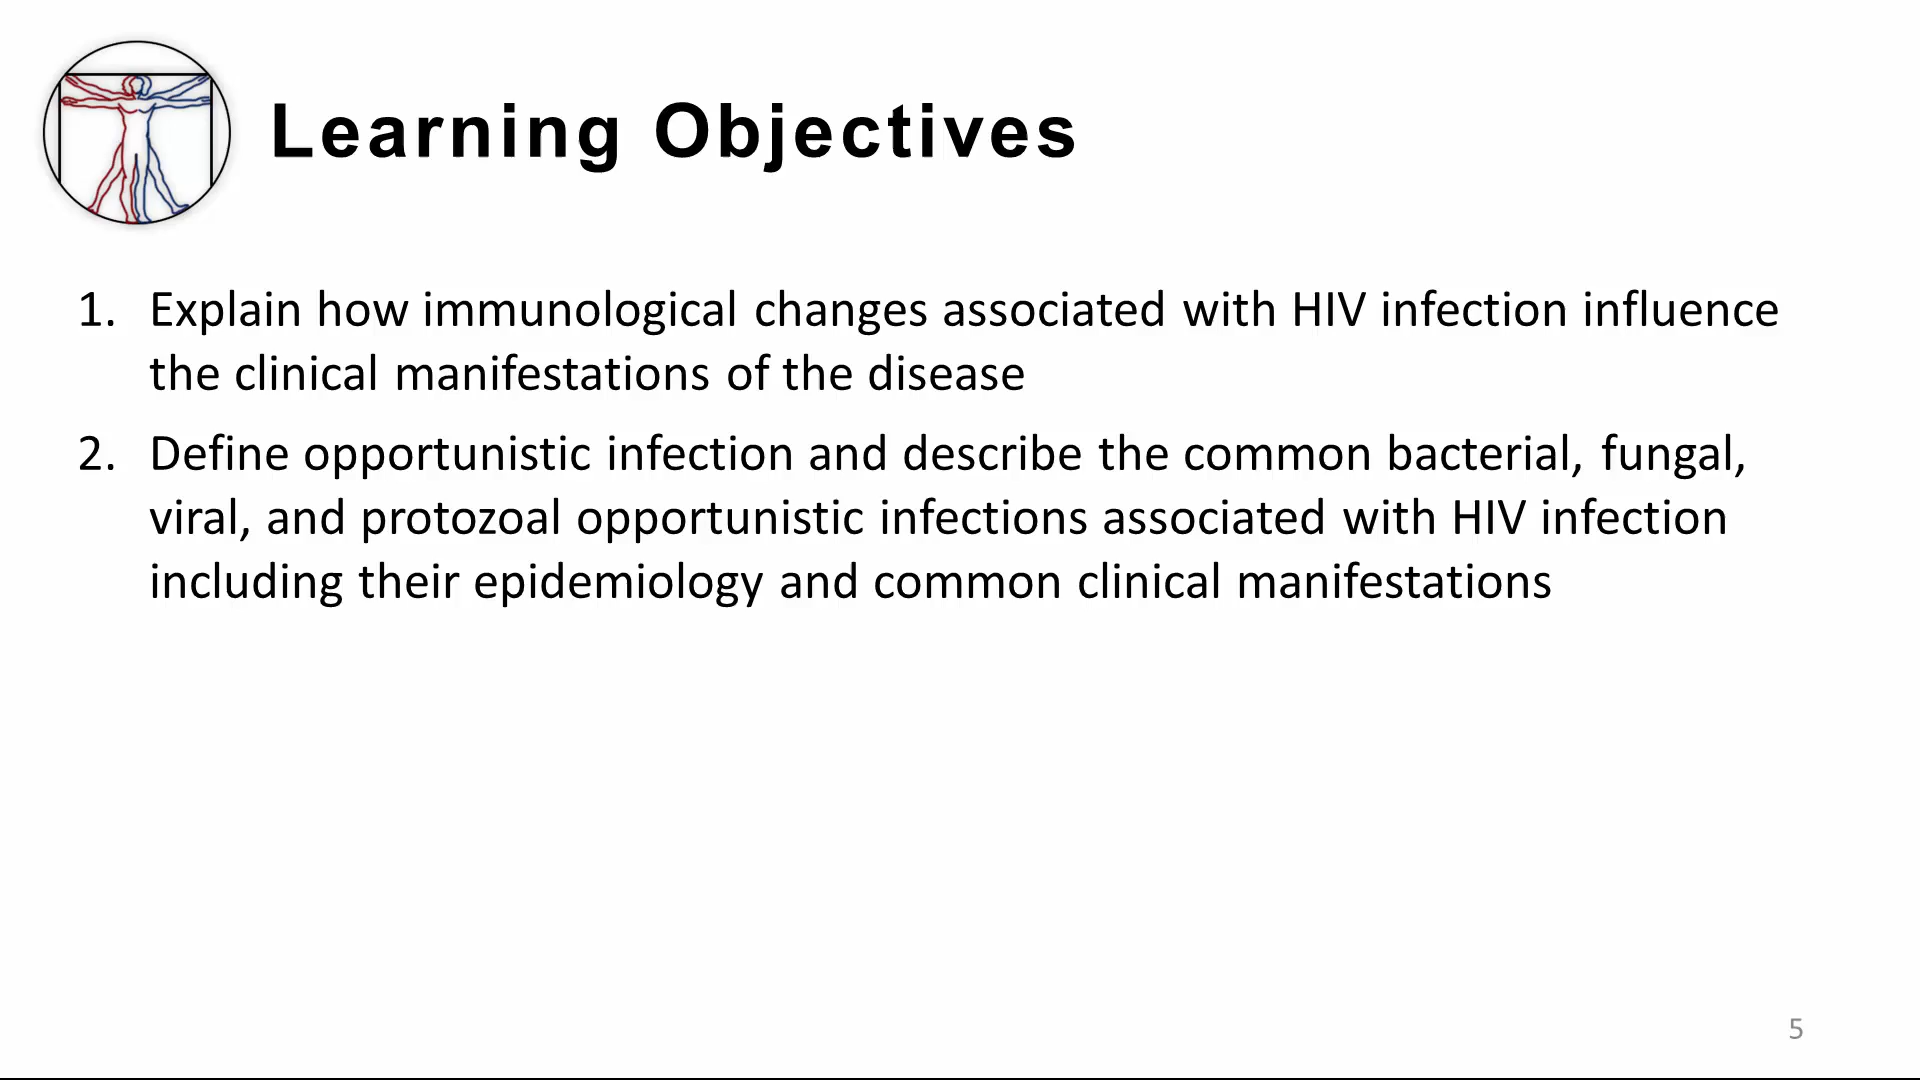 Learning Objectives
1. Explain how immunological changes associated with HIV infection influence
the clinical manifestations of the disease
2. Define opportunistic infection and describe the common bacterial, fungal,
viral, and protozoal opportunistic infections associated with HIV infection
including their epidemiology and common clinical manifestations
5